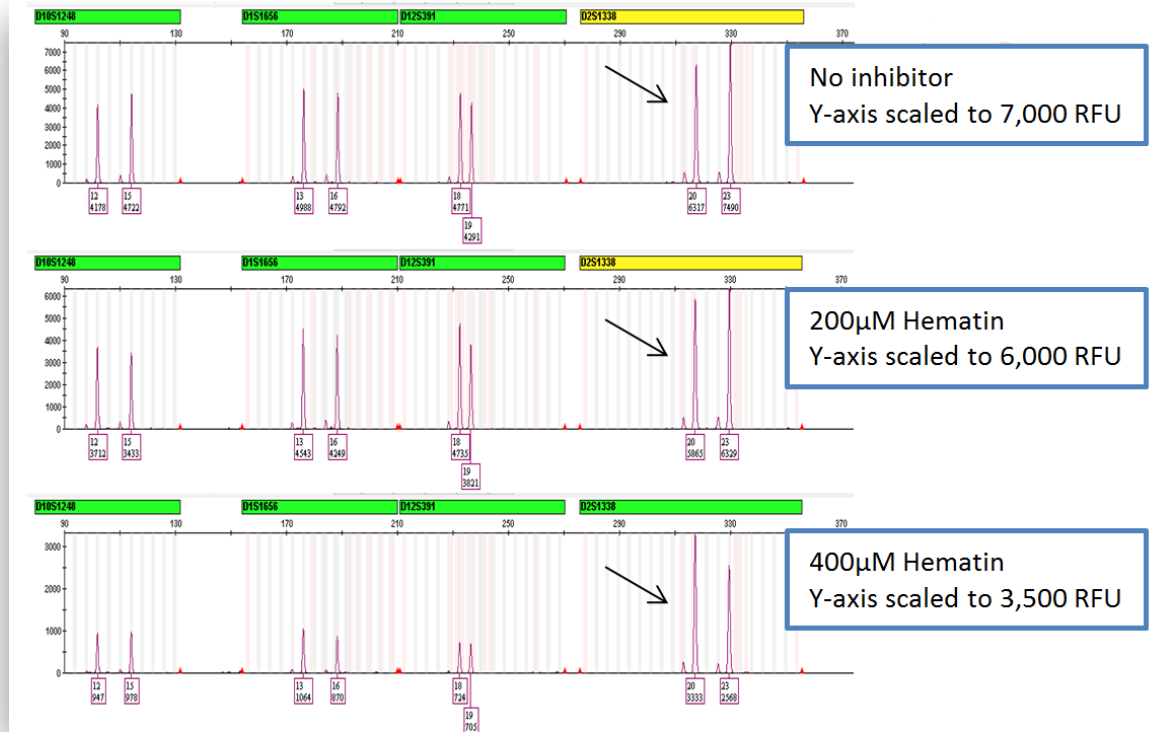 D10S1248 D1S1656 D12S391 D2S1338
90 130 170 210 250 290 330 370
7000
6000
5000
4000
3000
2000
1000
0
12 15 13 16 18 20 23
4178 4722 4988 4792 4771 6317 7490
19
4291
No inhibitor
Y-axis scaled to 7,000 RFU
D10S1248 D1S1656 D12S391 D2S1338
90 130 170 210 250 290 330 370
6000
5000
4000
3000
2000
1000
0
12 15 13 16 18 20 23
3712 3433 4543 4249 4735 5865 6329
19
3821
200µM Hematin
Y-axis scaled to 6,000 RFU
D10S1248 D1S1656 D12S391 D2S1338
90 130 170 210 250 290 330 370
3000
2000
1000
0
12 15 13 16 18 20 23
947 978 1064 870 724 3333 2568
19
705
400µM Hematin
Y-axis scaled to 3,500 RFU